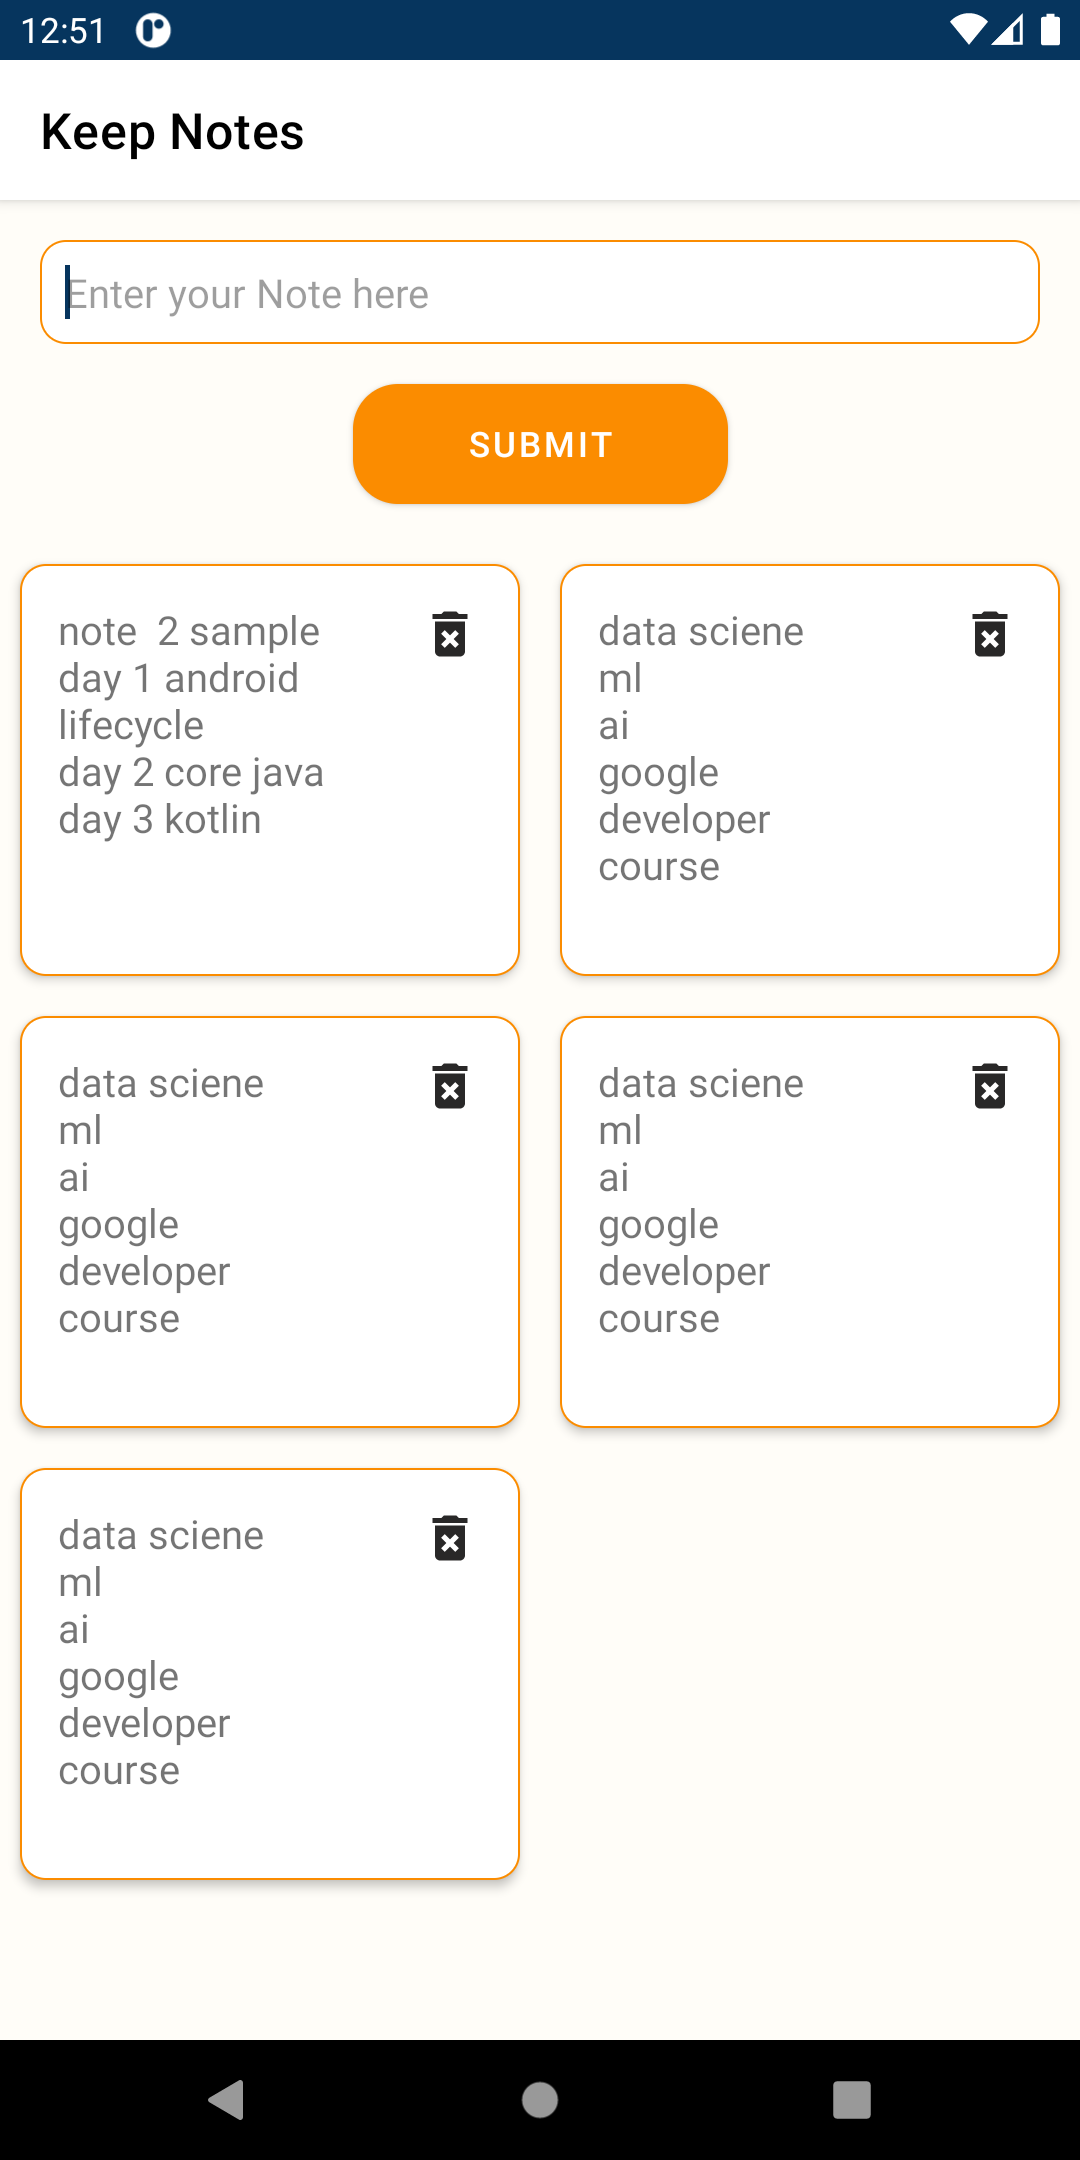 12:51
Keep Notes
Enter your Note here
SUBMIT
note  2 sample
day 1 android
lifecycle
day 2 core java
day 3 kotlin
data sciene
ml
ai
google
developer
course
data sciene
ml
ai
google
developer
course
data sciene
ml
ai
google
developer
course
data sciene
ml
ai
google
developer
course